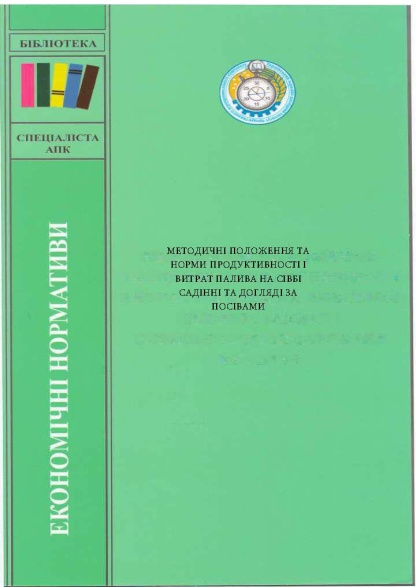 БІБЛІОТЕКА
СПЕЦІАЛІСТА
АПК
ЕКОНОМІЧНІ НОРМАТИВИ
МЕТОДИЧНІ ПОЛОЖЕННЯ ТА
НОРМИ ПРОДУКТИВНОСТІ І
ВИТРАТ ПАЛИВА НА СІВБІ
САДІННІ ТА ДОГЛЯДІ ЗА
ПОСІВАМИ